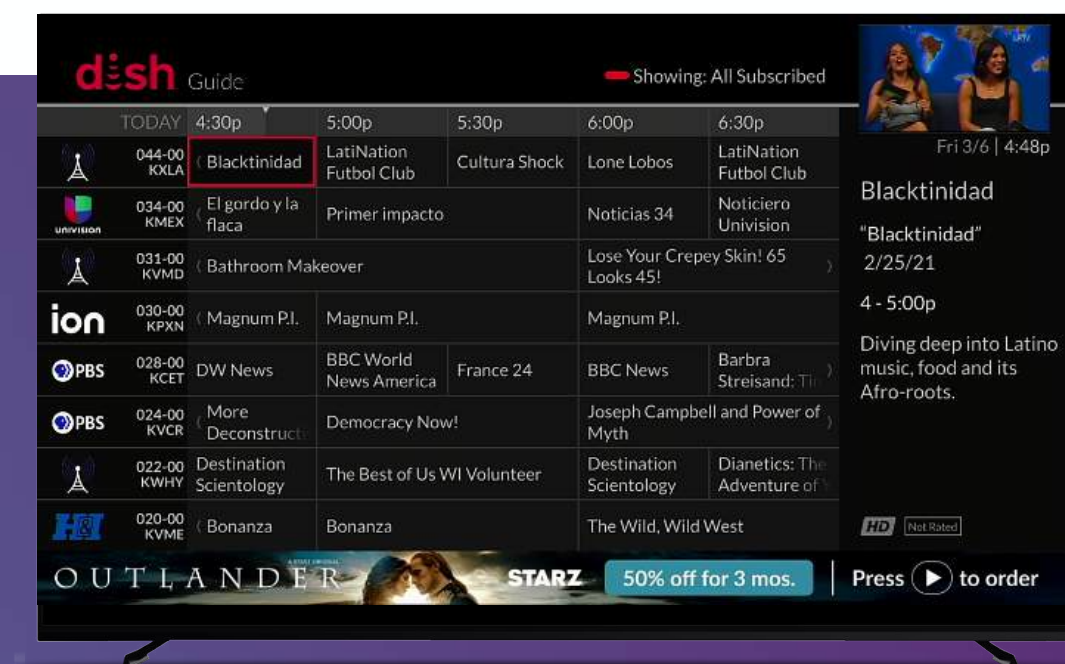 dish Guide
Showing: All Subscribed
TODAY 4:30p 5:00p 5:30p 6:00p 6:30p
Fri 3/6 | 4:48p
044-00
KXLA
Blacktinidad
LatiNation
Futbol Club
Cultura Shock
Lone Lobos
LatiNation
Futbol Club
UNIVISION
034-00
KMEX
El gordo y la
flaca
Primer impacto
Noticias 34
Noticiero
Univision
031-00
KVMD
Bathroom Makeover
Lose Your Crepey Skin! 65
Looks 45!
ion
030-00
KPXN
Magnum P.I.
Magnum P.I.
Magnum P.I.
PBS
028-00
KCET
DW News
BBC World
News America
France 24
BBC News
Barbra
Streisand:
PBS
024-00
KVCR
More
Deconstruct
Democracy Now!
Joseph Campbell and Power of
Myth
022-00
KWHY
Destination
Scientology
The Best of Us WI Volunteer
Destination
Scientology
Dianetics: The
Adventure of
H&I
020-00
KVME
Bonanza
Bonanza
The Wild, Wild West
Blacktinidad
"Blacktinidad"
2/25/21
4 - 5:00p
Diving deep into Latino
music, food and its
Afro-roots.
HD Not Rated
A STARZ ORIGINAL
OUTLANDER
STARZ
50% off for 3 mos.
Press to order